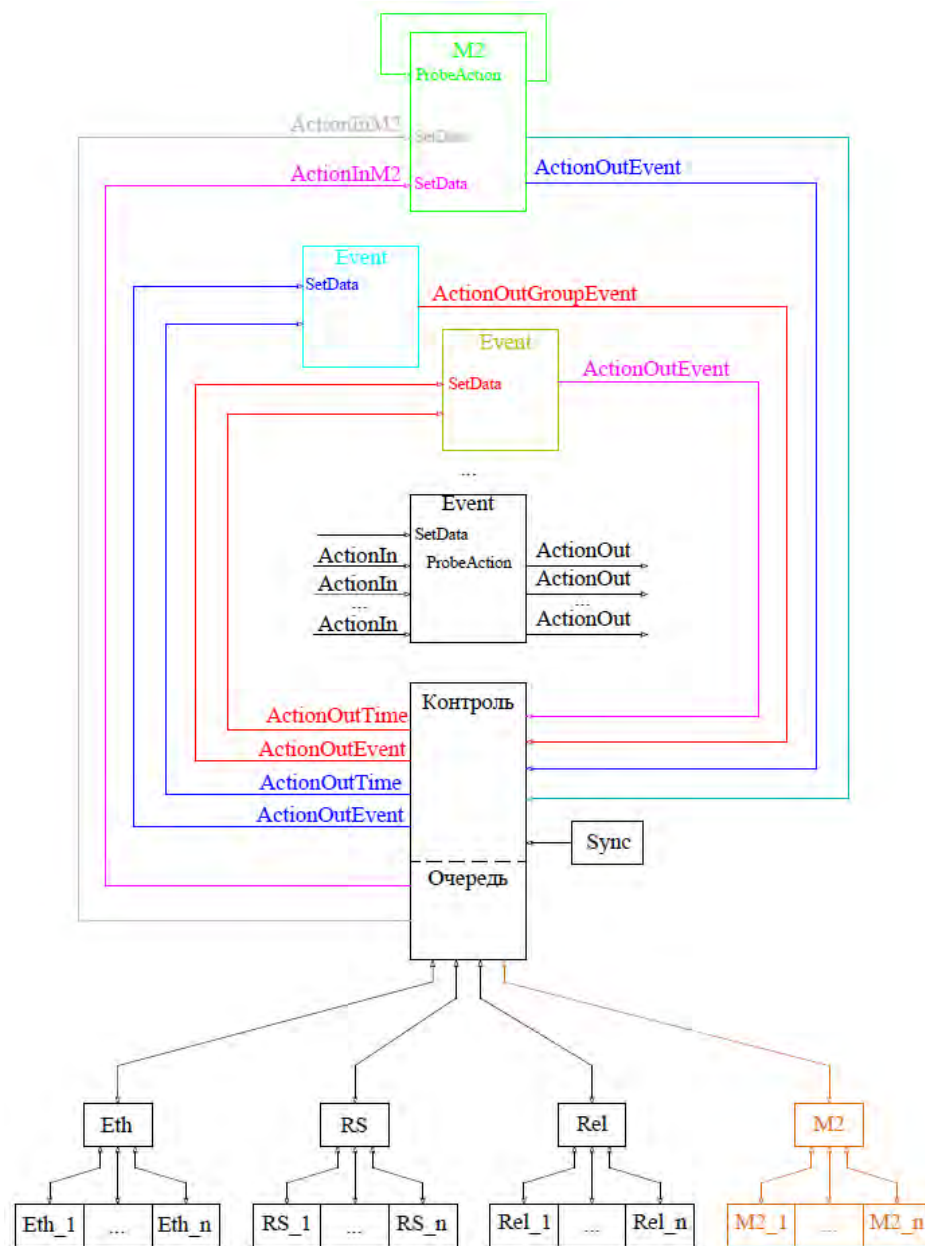 M2
ProbeAction
ActionInM2
SetData
ActionOutEvent
ActionInM2
SetData
Event
SetData
ActionOutGroupEvent
Event
ActionOutEvent
SetData
...
Event
SetData
ActionIn
ProbeAction
ActionOut
ActionIn
ActionOut
...
...
ActionIn
ActionOut
Контроль
ActionOutTime
ActionOutEvent
ActionOutTime
ActionOutEvent
Sync
Очередь
Eth
RS
Rel
M2
Eth_1 ... Eth_n
RS_1 ... RS_n
Rel_1 ... Rel_n
M2_1 ... M2_n